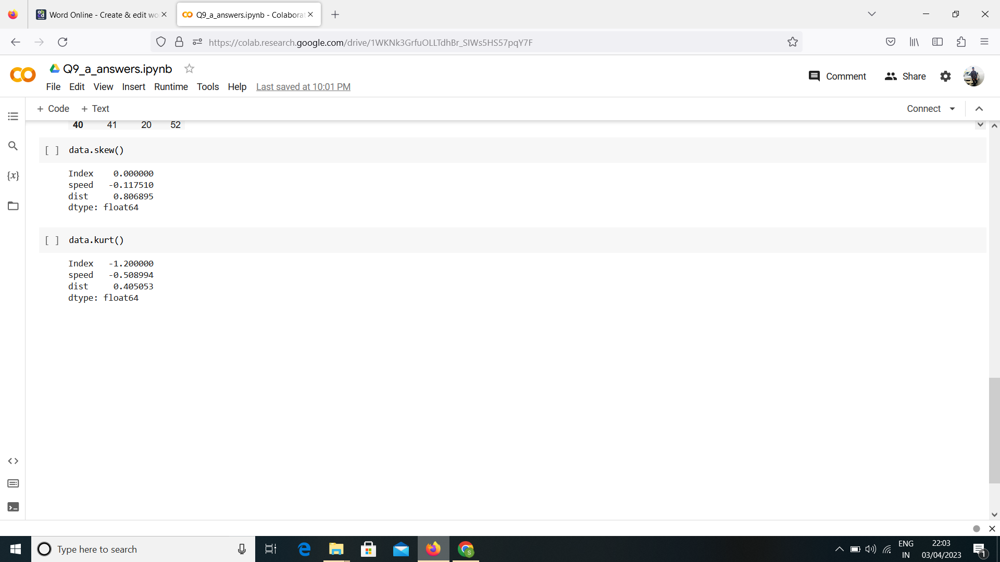 Word Online - Create & edit wo
Q9_a_answers.ipynb - Colaborat
https://colab.research.google.com/drive/1WKNk3GrfuOLLTdhBr_SIWs5HS57pqY7F
Q9_a_answers.ipynb
Comment
Share
File Edit View Insert Runtime Tools Help Last saved at 10:01 PM
+ Code + Text
Connect
40 41 20 52
[ ] data.skew()
Index 0.000000
speed -0.117510
dist 0.806895
dtype: float64
[ ] data.kurt()
Index -1.200000
speed -0.508994
dist 0.405053
dtype: float64
{x}
Type here to search
ENG
IN
22:03
03/04/2023
1
S